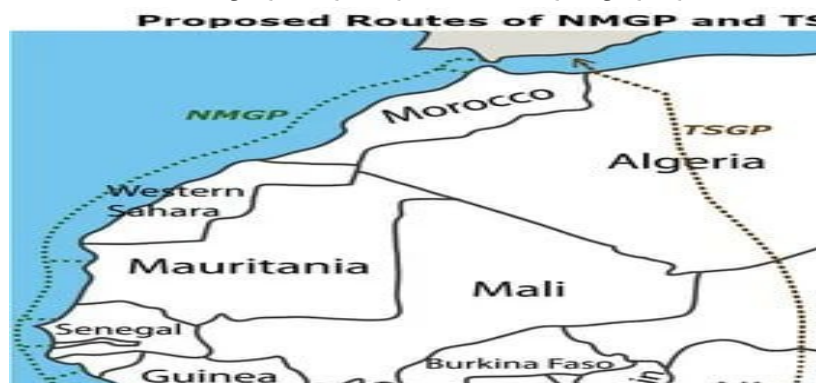 Proposed Routes of NMGP and TS
NMGP
Morocco
TSGP
Algeria
Western
Sahara
Mauritania
Mali
Senegal
Burkina Faso
Guinea